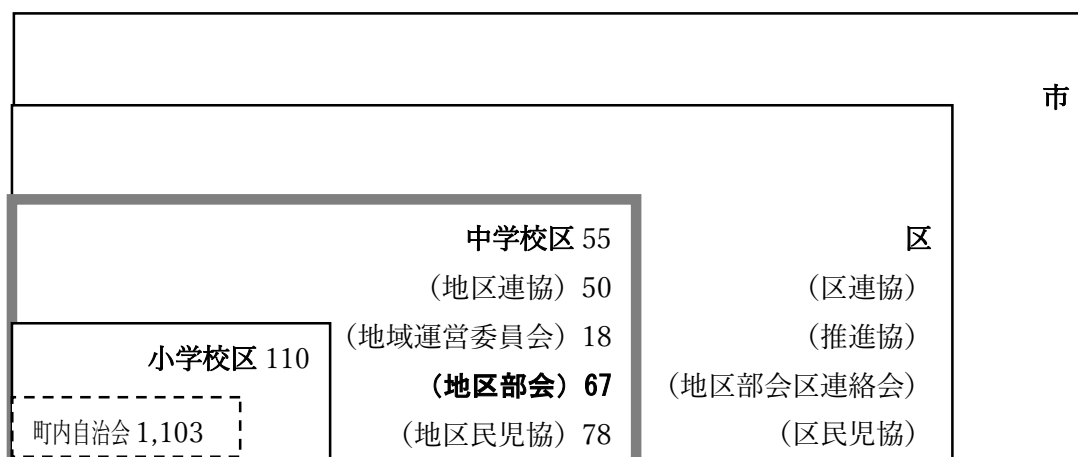 市
中学校区 55
区
(地区連協) 50
(区連協)
(地域運営委員会) 18
(推進協)
小学校区 110
(地区部会) 67
(地区部会区連絡会)
町内自治会 1,103
(地区民児協) 78
(区民児協)